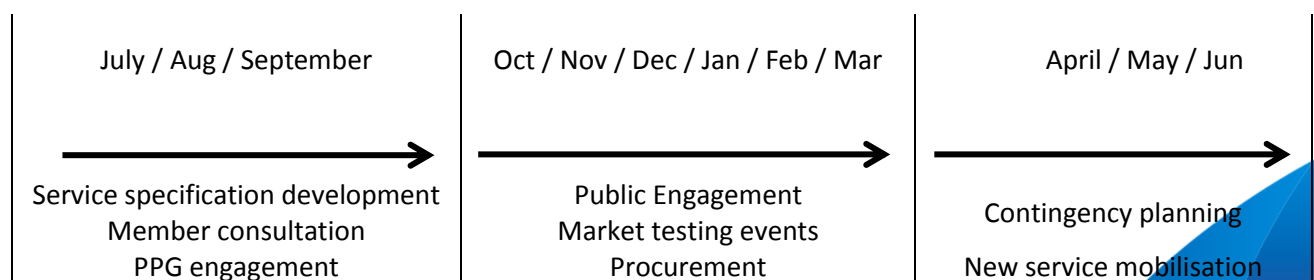 July / Aug / September
Oct / Nov / Dec / Jan / Feb / Mar
April / May / Jun
Service specification development
Member consultation
PPG engagement
Public Engagement
Market testing events
Procurement
Contingency planning
New service mobilisation